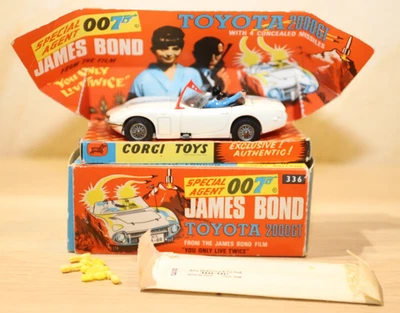 SPECIAL
AGENT 007
JAMES BOND
FROM THE FILM
"YOU ONLY
LIVE TWICE"
TOYOTA 2000GT
WITH 4 CONCEALED MISSILES
CORGI TOYS
EXCLUSIVE!
AUTHENTIC!
SPECIAL
AGENT 007
336
JAMES BOND
TOYOTA 2000GT
FROM THE JAMES BOND FILM
"YOU ONLY LIVE TWICE"